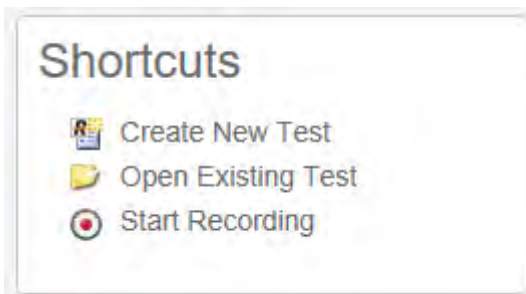 Shortcuts
Create New Test
Open Existing Test
Start Recording